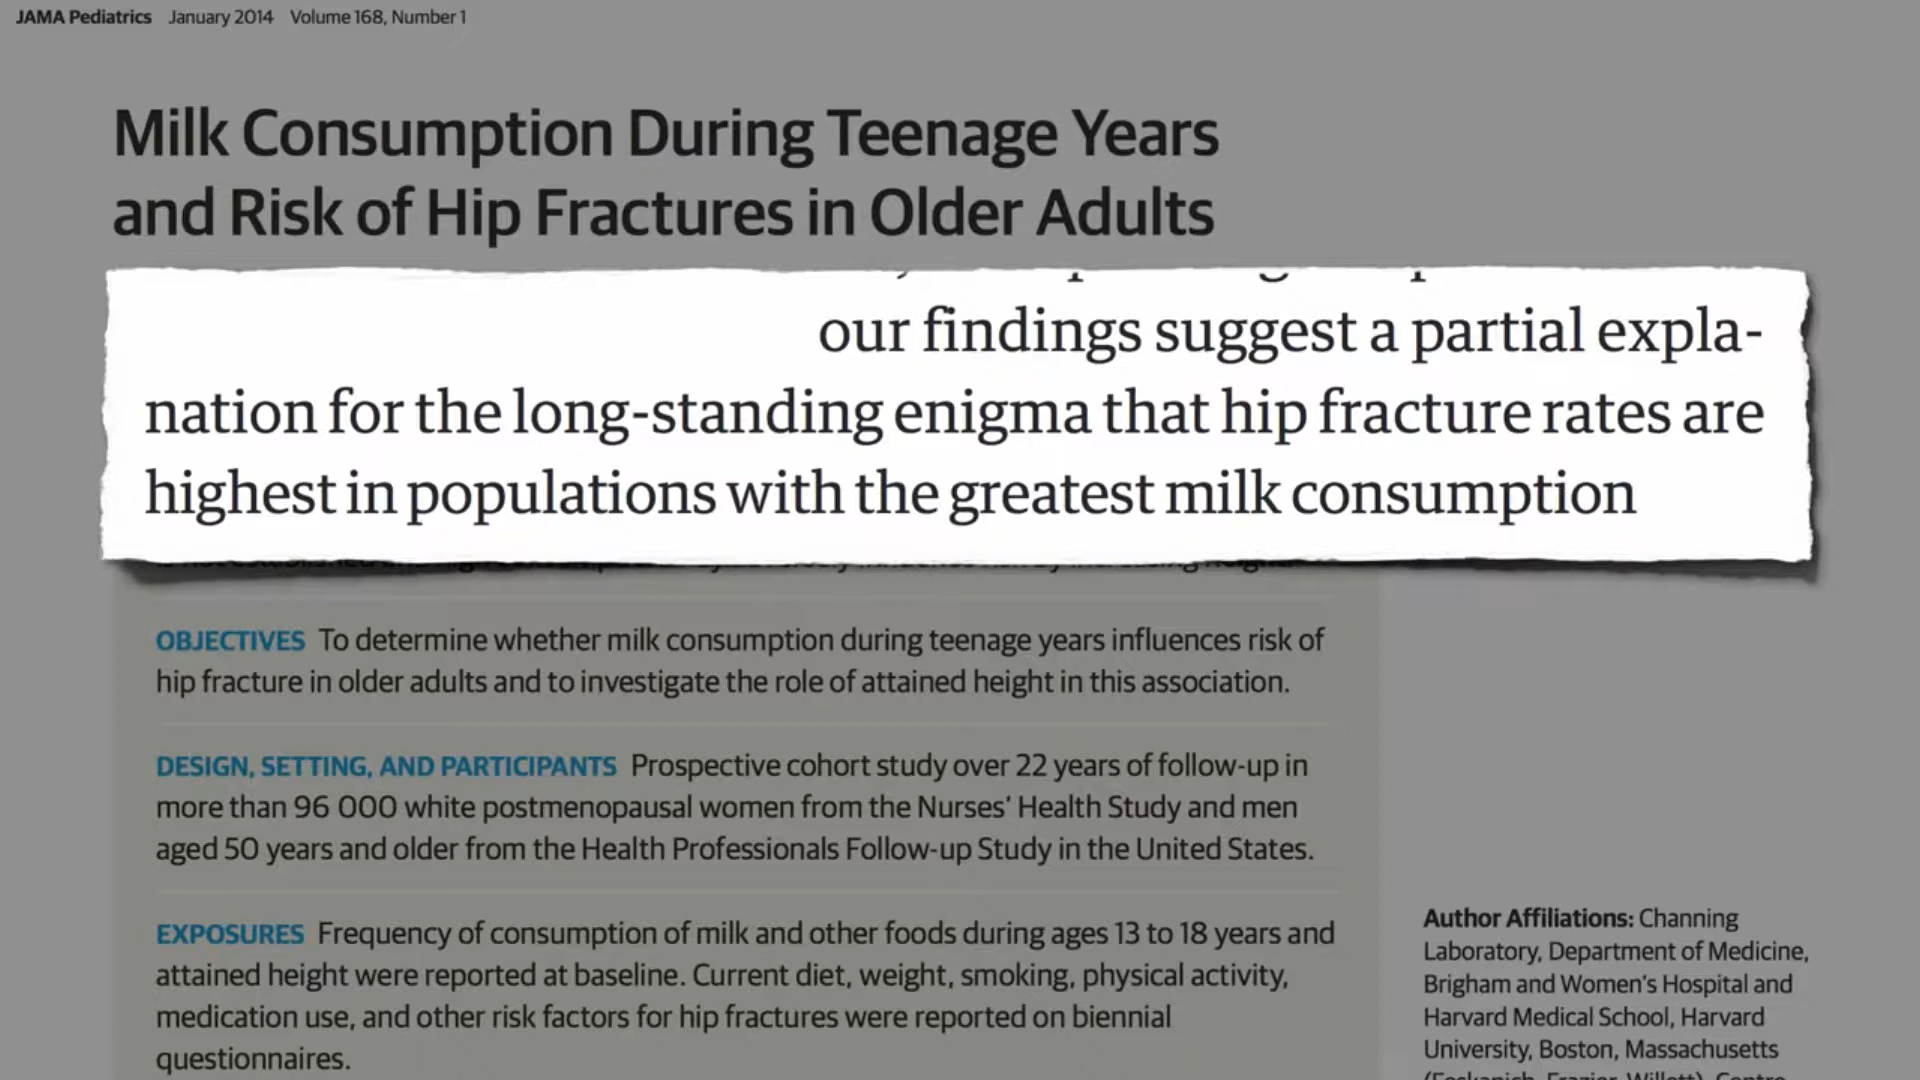 JAMA Pediatrics January 2014 Volume 168, Number 1
Milk Consumption During Teenage Years
and Risk of Hip Fractures in Older Adults
our findings suggest a partial expla-
nation for the long-standing enigma that hip fracture rates are
highest in populations with the greatest milk consumption
OBJECTIVES To determine whether milk consumption during teenage years influences risk of
hip fracture in older adults and to investigate the role of attained height in this association.
DESIGN, SETTING, AND PARTICIPANTS Prospective cohort study over 22 years of follow-up in
more than 96 000 white postmenopausal women from the Nurses' Health Study and men
aged 50 years and older from the Health Professionals Follow-up Study in the United States.
EXPOSURES Frequency of consumption of milk and other foods during ages 13 to 18 years and
attained height were reported at baseline. Current diet, weight, smoking, physical activity,
medication use, and other risk factors for hip fractures were reported on biennial
questionnaires.
Author Affiliations: Channing
Laboratory, Department of Medicine,
Brigham and Women's Hospital and
Harvard Medical School, Harvard
University, Boston, Massachusetts